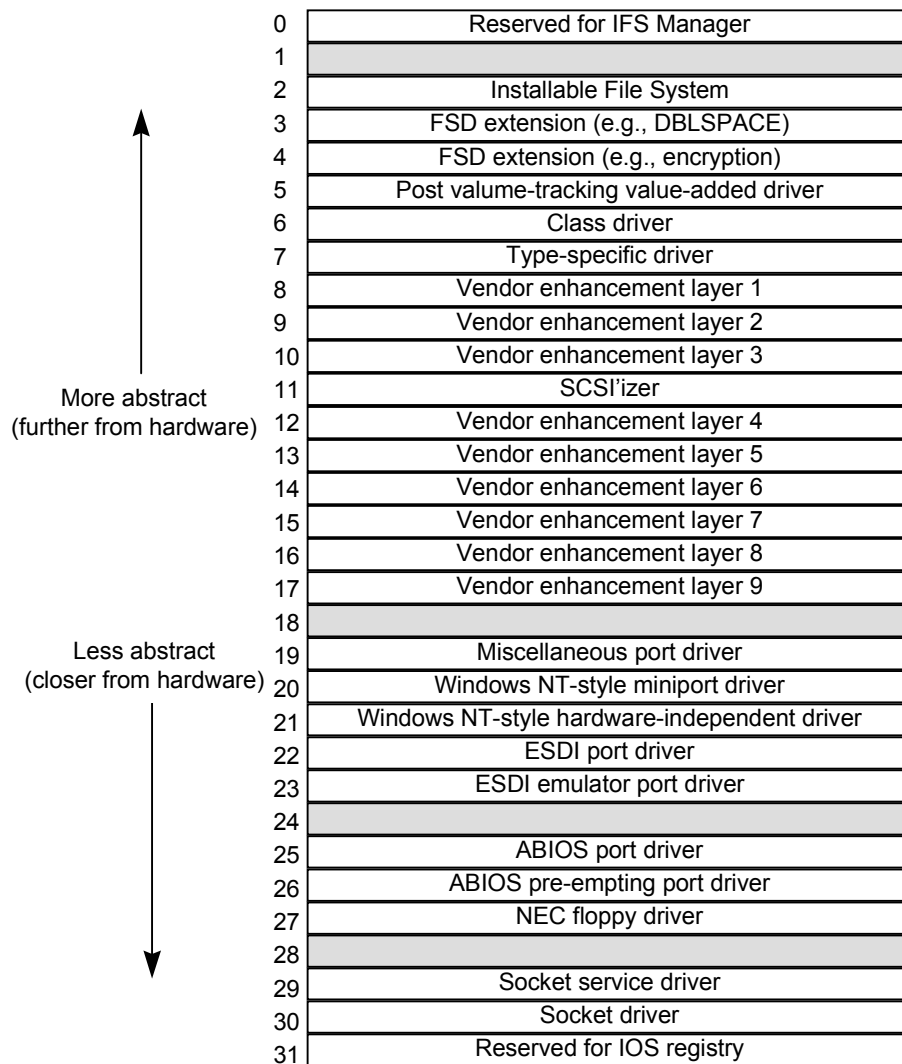 0 Reserved for IFS Manager
1
2 Installable File System
3 FSD extension (e.g., DBLSPACE)
4 FSD extension (e.g., encryption)
5 Post valume-tracking value-added driver
6 Class driver
7 Type-specific driver
8 Vendor enhancement layer 1
9 Vendor enhancement layer 2
10 Vendor enhancement layer 3
11 SCSI'izer
More abstract
(further from hardware)
12 Vendor enhancement layer 4
13 Vendor enhancement layer 5
14 Vendor enhancement layer 6
15 Vendor enhancement layer 7
16 Vendor enhancement layer 8
17 Vendor enhancement layer 9
18
Less abstract
(closer from hardware)
19 Miscellaneous port driver
20 Windows NT-style miniport driver
21 Windows NT-style hardware-independent driver
22 ESDI port driver
23 ESDI emulator port driver
24
25 ABIOS port driver
26 ABIOS pre-empting port driver
27 NEC floppy driver
28
29 Socket service driver
30 Socket driver
31 Reserved for IOS registry